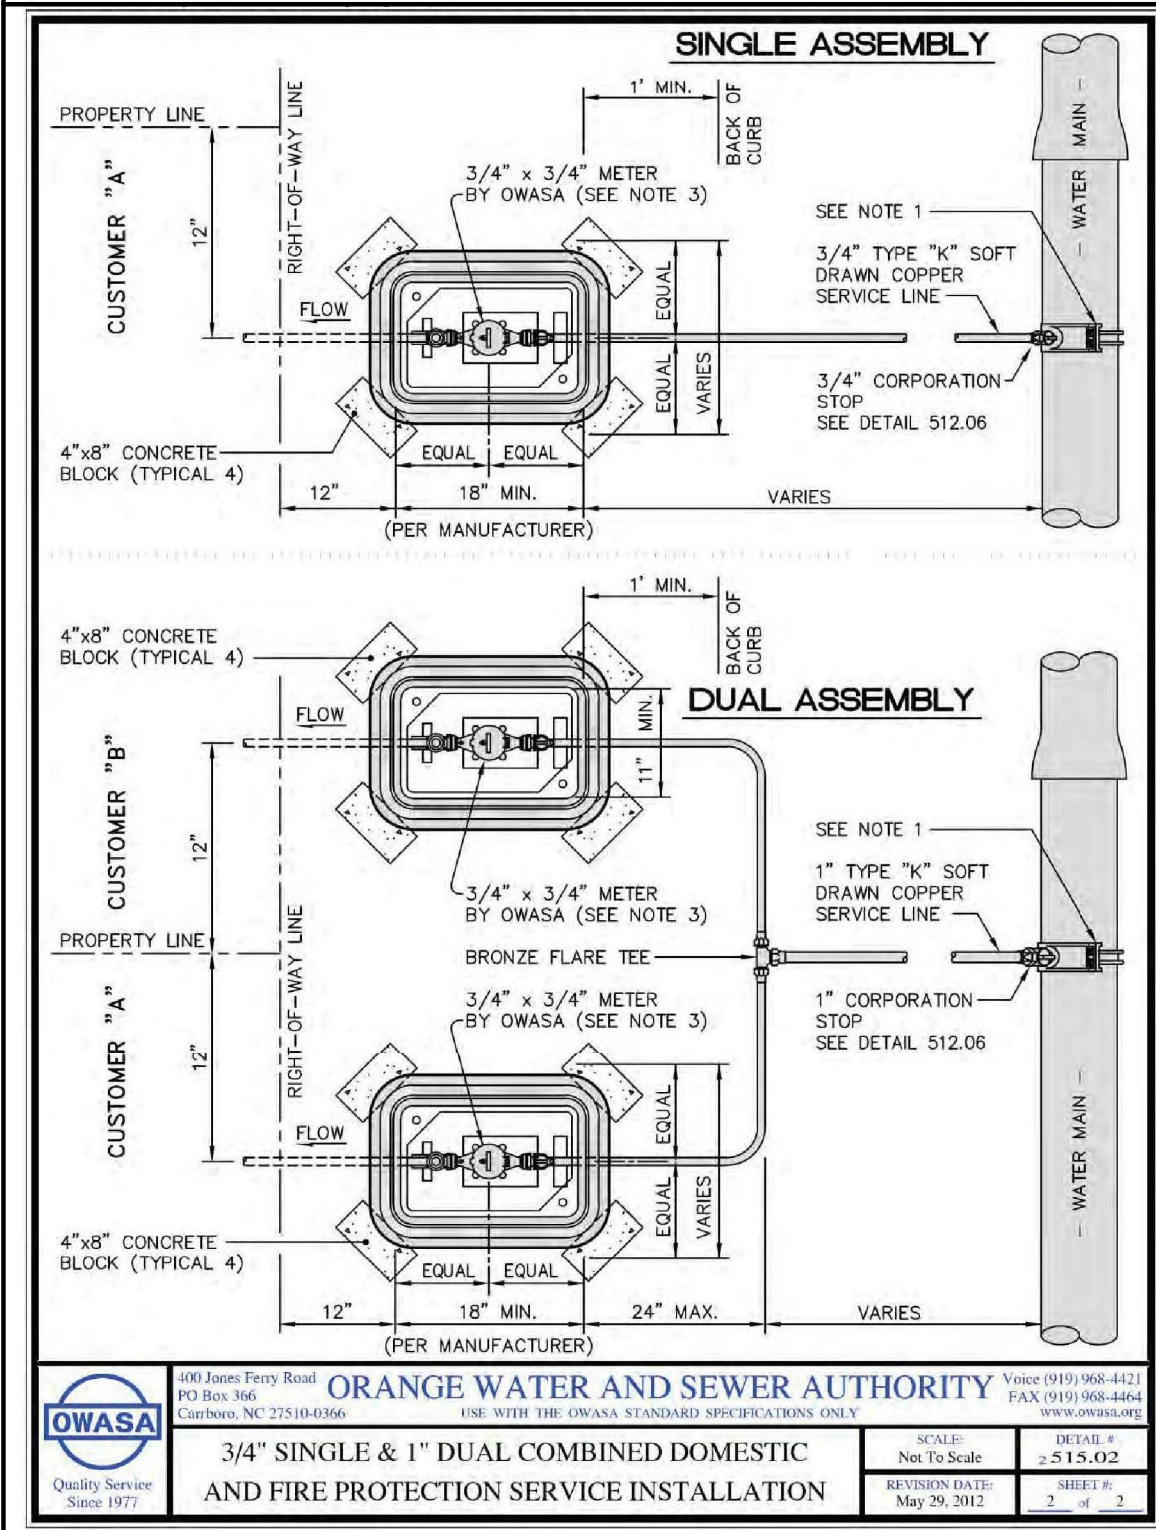 SINGLE ASSEMBLY
PROPERTY LINE
CUSTOMER "A"
12"
RIGHT-OF-WAY LINE
1' MIN.
BACK OF
CURB
3/4" x 3/4" METER
BY OWASA (SEE NOTE 3)
FLOW
EQUAL
EQUAL
VARIES
SEE NOTE 1
3/4" TYPE "K" SOFT
DRAWN COPPER
SERVICE LINE
3/4" CORPORATION
STOP
SEE DETAIL 512.06
WATER MAIN
4"x8" CONCRETE
BLOCK (TYPICAL 4)
EQUAL
EQUAL
12"
18" MIN.
VARIES
(PER MANUFACTURER)
1' MIN.
BACK OF
CURB
4"x8" CONCRETE
BLOCK (TYPICAL 4)
DUAL ASSEMBLY
FLOW
11" MIN.
CUSTOMER "B"
12"
3/4" x 3/4" METER
BY OWASA (SEE NOTE 3)
SEE NOTE 1
1" TYPE "K" SOFT
DRAWN COPPER
SERVICE LINE
PROPERTY LINE
RIGHT-OF-WAY LINE
BRONZE FLARE TEE
3/4" x 3/4" METER
BY OWASA (SEE NOTE 3)
1" CORPORATION
STOP
SEE DETAIL 512.06
CUSTOMER "A"
12"
FLOW
EQUAL
EQUAL
VARIES
WATER MAIN
4"x8" CONCRETE
BLOCK (TYPICAL 4)
EQUAL
EQUAL
12"
18" MIN.
24" MAX.
VARIES
(PER MANUFACTURER)
OWASA
Quality Service
Since 1977
400 Jones Ferry Road
PO Box 366
Carrboro, NC 27510-0366
ORANGE WATER AND SEWER AUTHORITY
USE WITH THE OWASA STANDARD SPECIFICATIONS ONLY
Voice (919) 968-4421
FAX (919) 968-4464
www.owasa.org
3/4" SINGLE & 1" DUAL COMBINED DOMESTIC
AND FIRE PROTECTION SERVICE INSTALLATION
SCALE:
Not To Scale
DETAIL #
2 515.02
REVISION DATE:
May 29, 2012
SHEET #:
2 of 2